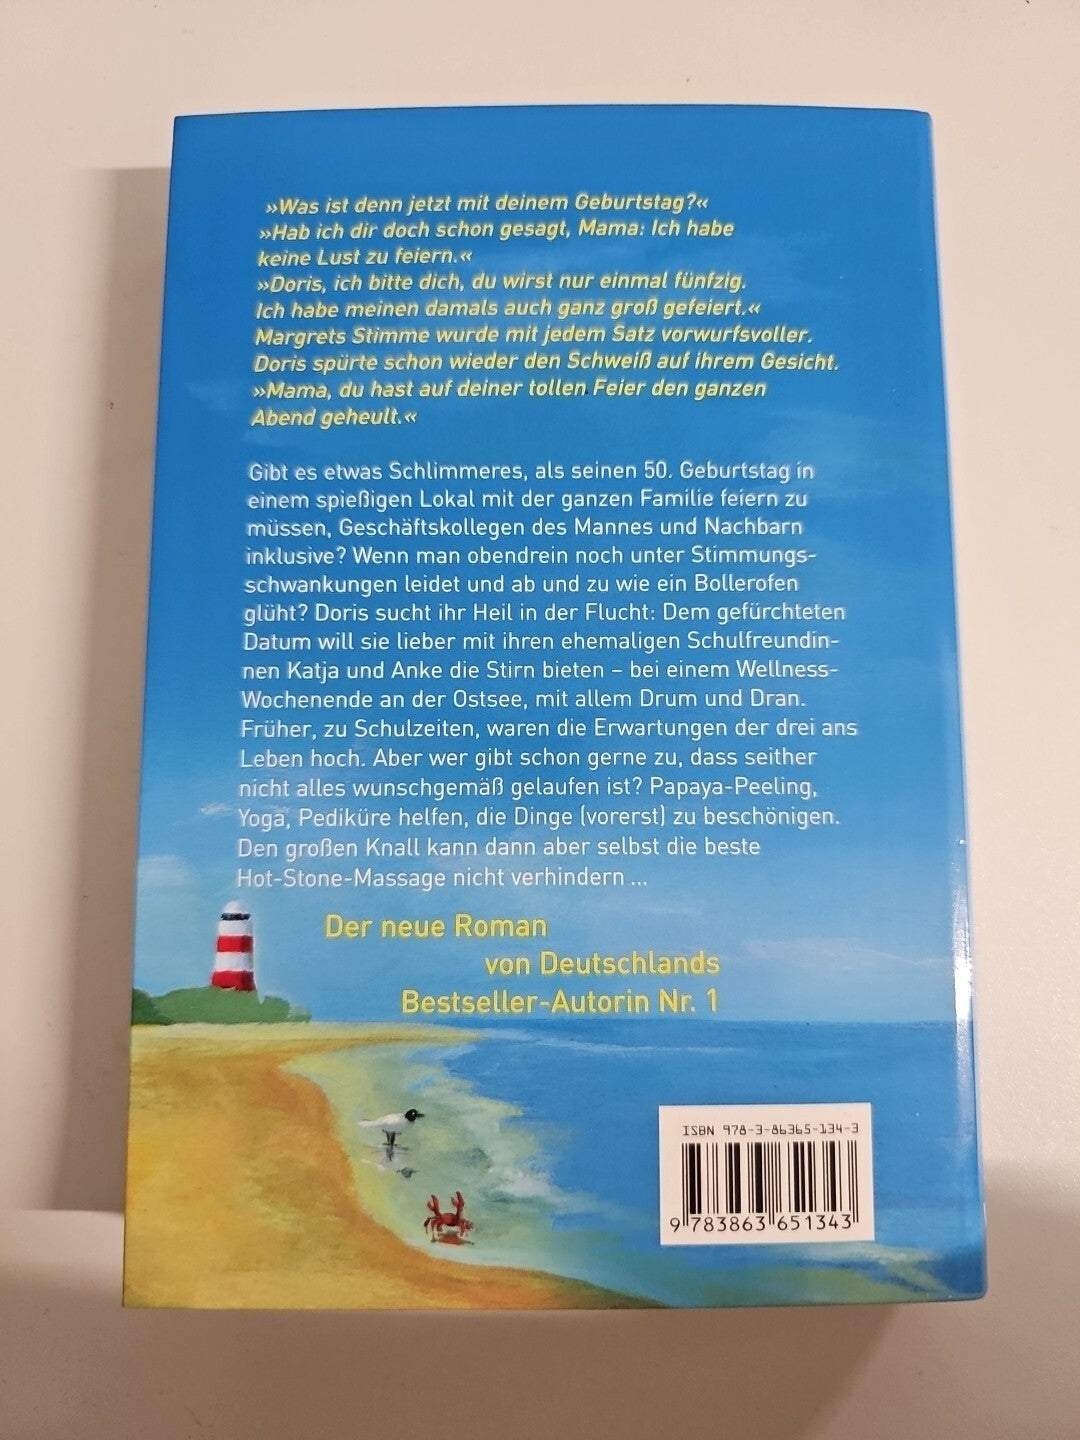 »Was ist denn jetzt mit deinem Geburtstag?«
»Hab ich dir doch schon gesagt, Mama: Ich habe
keine Lust zu feiern.«
»Doris, ich bitte dich, du wirst nur einmal fünfzig.
Ich habe meinen damals auch ganz groß gefeiert.«
Margrets Stimme wurde mit jedem Satz vorwurfsvoller.
Doris spürte schon wieder den Schweiß auf ihrem Gesicht.
»Mama, du hast auf deiner tollen Feier den ganzen
Abend geheult.«
Gibt es etwas Schlimmeres, als seinen 50. Geburtstag in
einem spießigen Lokal mit der ganzen Familie feiern zu
müssen, Geschäftskollegen des Mannes und Nachbarn
inklusive? Wenn man obendrein noch unter Stimmungs-
schwankungen leidet und ab und zu wie ein Bollerofen
glüht? Doris sucht ihr Heil in der Flucht: Dem gefürchteten
Datum will sie lieber mit ihren ehemaligen Schulfreundin-
nen Katja und Anke die Stirn bieten – bei einem Wellness-
Wochenende an der Ostsee, mit allem Drum und Dran.
Früher, zu Schulzeiten, waren die Erwartungen der drei ans
Leben hoch. Aber wer gibt schon gerne zu, dass seither
nicht alles wunschgemäß gelaufen ist? Papaya-Peeling,
Yoga, Pediküre helfen, die Dinge (vorerst) zu beschönigen.
Den großen Knall kann dann aber selbst die beste
Hot-Stone-Massage nicht verhindern ...
Der neue Roman
von Deutschlands
Bestseller-Autorin Nr. 1
ISBN 978-3-86365-134-3
9 783863 651343